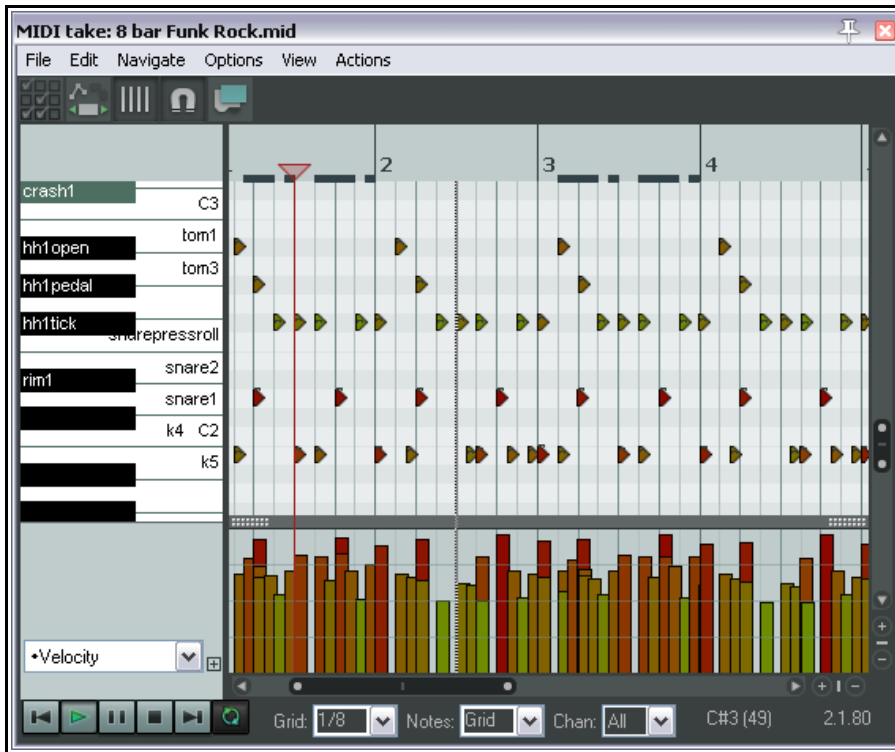 MIDI take: 8 bar Funk Rock.mid
File Edit Navigate Options View Actions
2 3 4
crash1
C3
tom1
hh1open
tom3
hh1pedal
hh1tick
snarepressroll
snare2
rim1
snare1
k4 C2
k5
•Velocity
Grid: 1/8 Notes: Grid Chan: All C#3 (49) 2.1.80